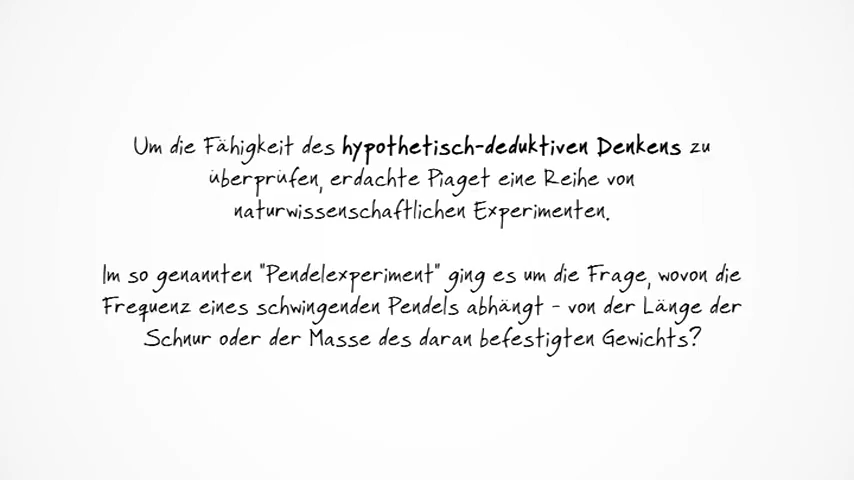 Um die Fähigkeit des hypothetisch-deduktiven Denkens zu
überprüfen, erdachte Piaget eine Reihe von
naturwissenschaftlichen Experimenten.
Im so genannten "Pendelexperiment" ging es um die Frage, wovon die
Frequenz eines schwingenden Pendels abhängt - von der Länge der
Schnur oder der Masse des daran befestigten Gewichts?